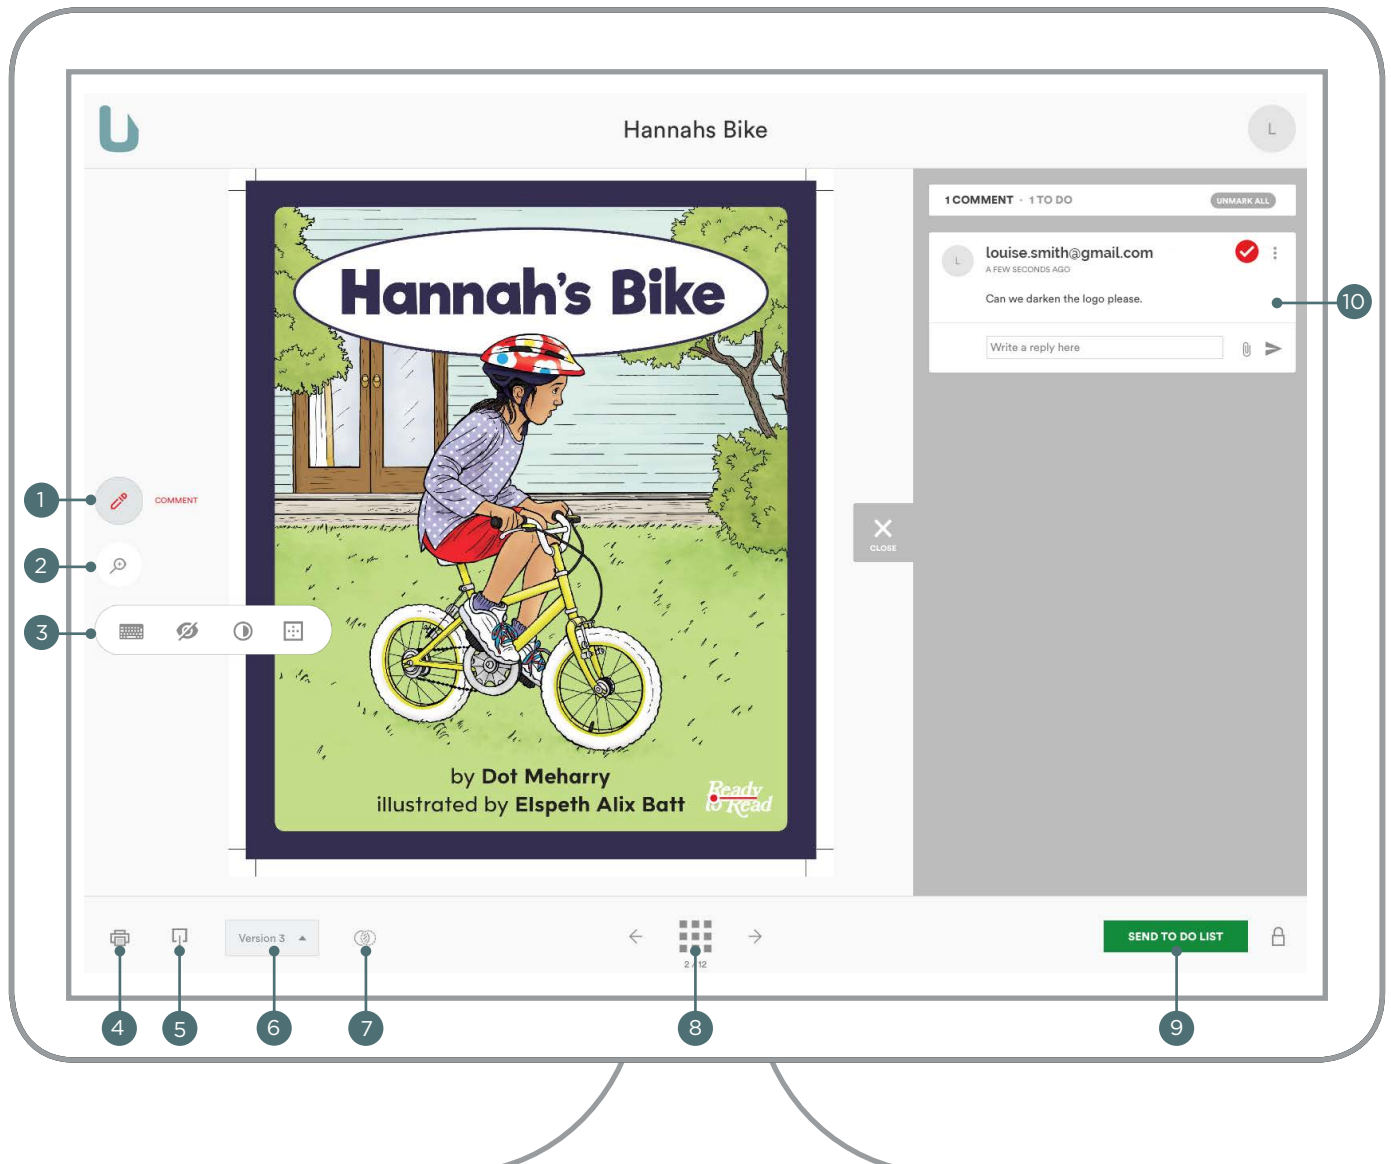 Hannahs Bike
L
1 COMMENT - 1 TO DO
UNMARK ALL
L
louise.smith@gmail.com
A FEW SECONDS AGO
Can we darken the logo please.
Write a reply here
10
Hannah's Bike
1
COMMENT
2
3
CLOSE
by Dot Meharry
illustrated by Elspeth Alix Batt
Ready
to Read
Version 3
2 / 12
SEND TO DO LIST
4
5
6
7
8
9